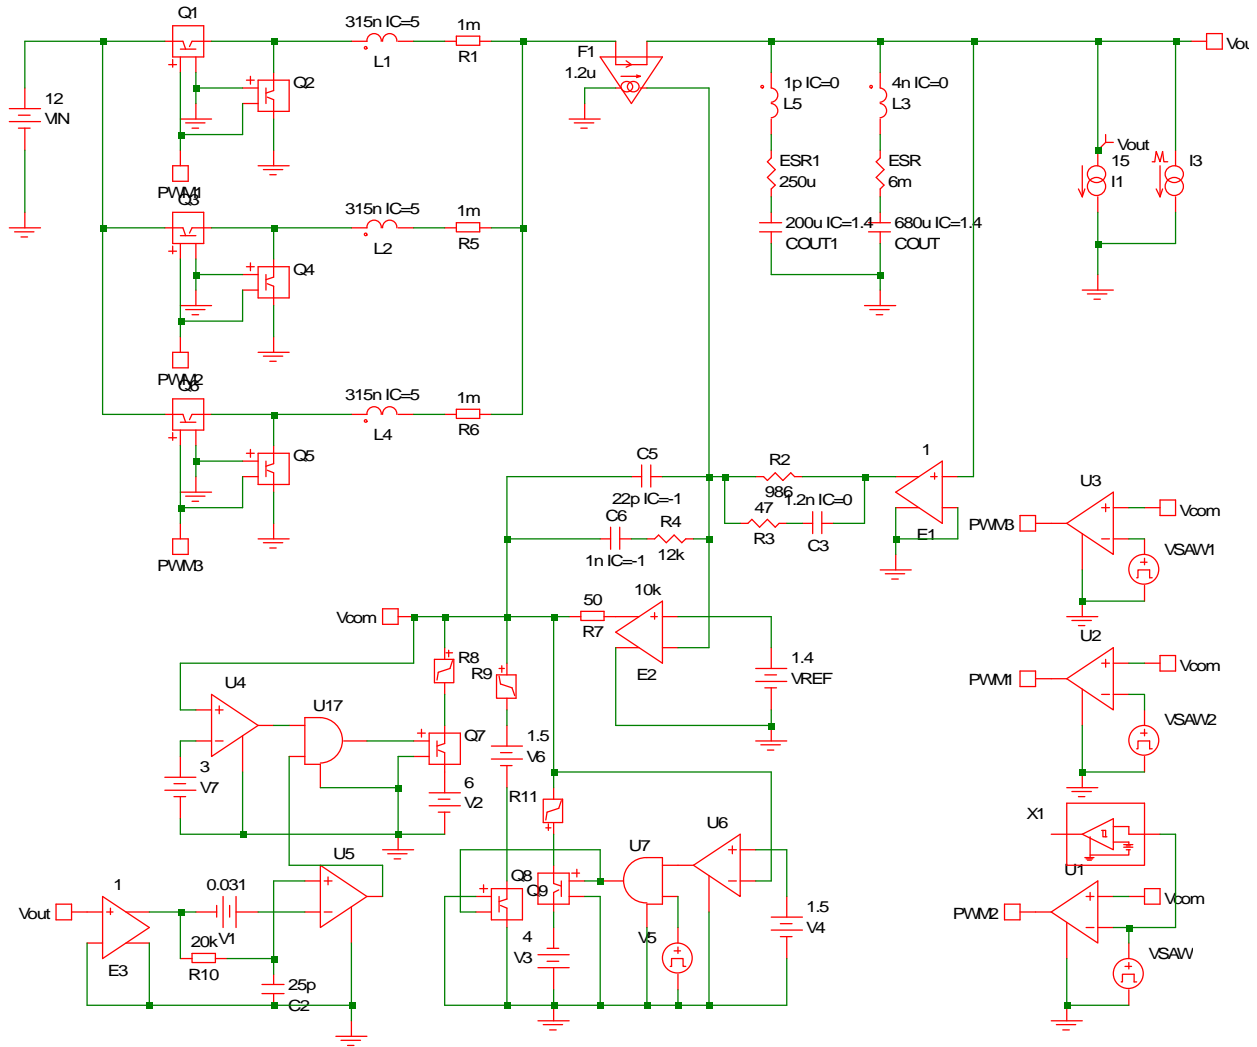 Q1
315n IC=5
1m
L1
R1
F1
1.2u
Q2
12
VIN
PWM1
Q3
315n IC=5
1m
L2
R5
Q4
PWM2
Q6
315n IC=5
1m
L4
R6
Q5
PWM3
1p IC=0
L5
4n IC=0
L3
ESR1
250u
ESR
6m
200u IC=1.4
COUT1
680u IC=1.4
COUT
Vout
15
I1
I3
Vou
C5
22p IC=-1
C6
1n IC=-1
R4
12k
R2
986
47
R3
1.2n IC=0
C3
1
E1
U3
PWM3
Vcom
VSAW1
Vcom
50
R7
10k
E2
1.4
VREF
R8
R9
U2
PWM1
Vcom
VSAW2
U4
U17
Q7
3
V7
6
V2
1.5
V6
R11
X1
U1
PWM2
Vcom
VSAW
U5
Vout
1
E3
0.031
V1
20k
R10
25p
C2
Q8
Q9
4
V3
U7
V5
U6
1.5
V4